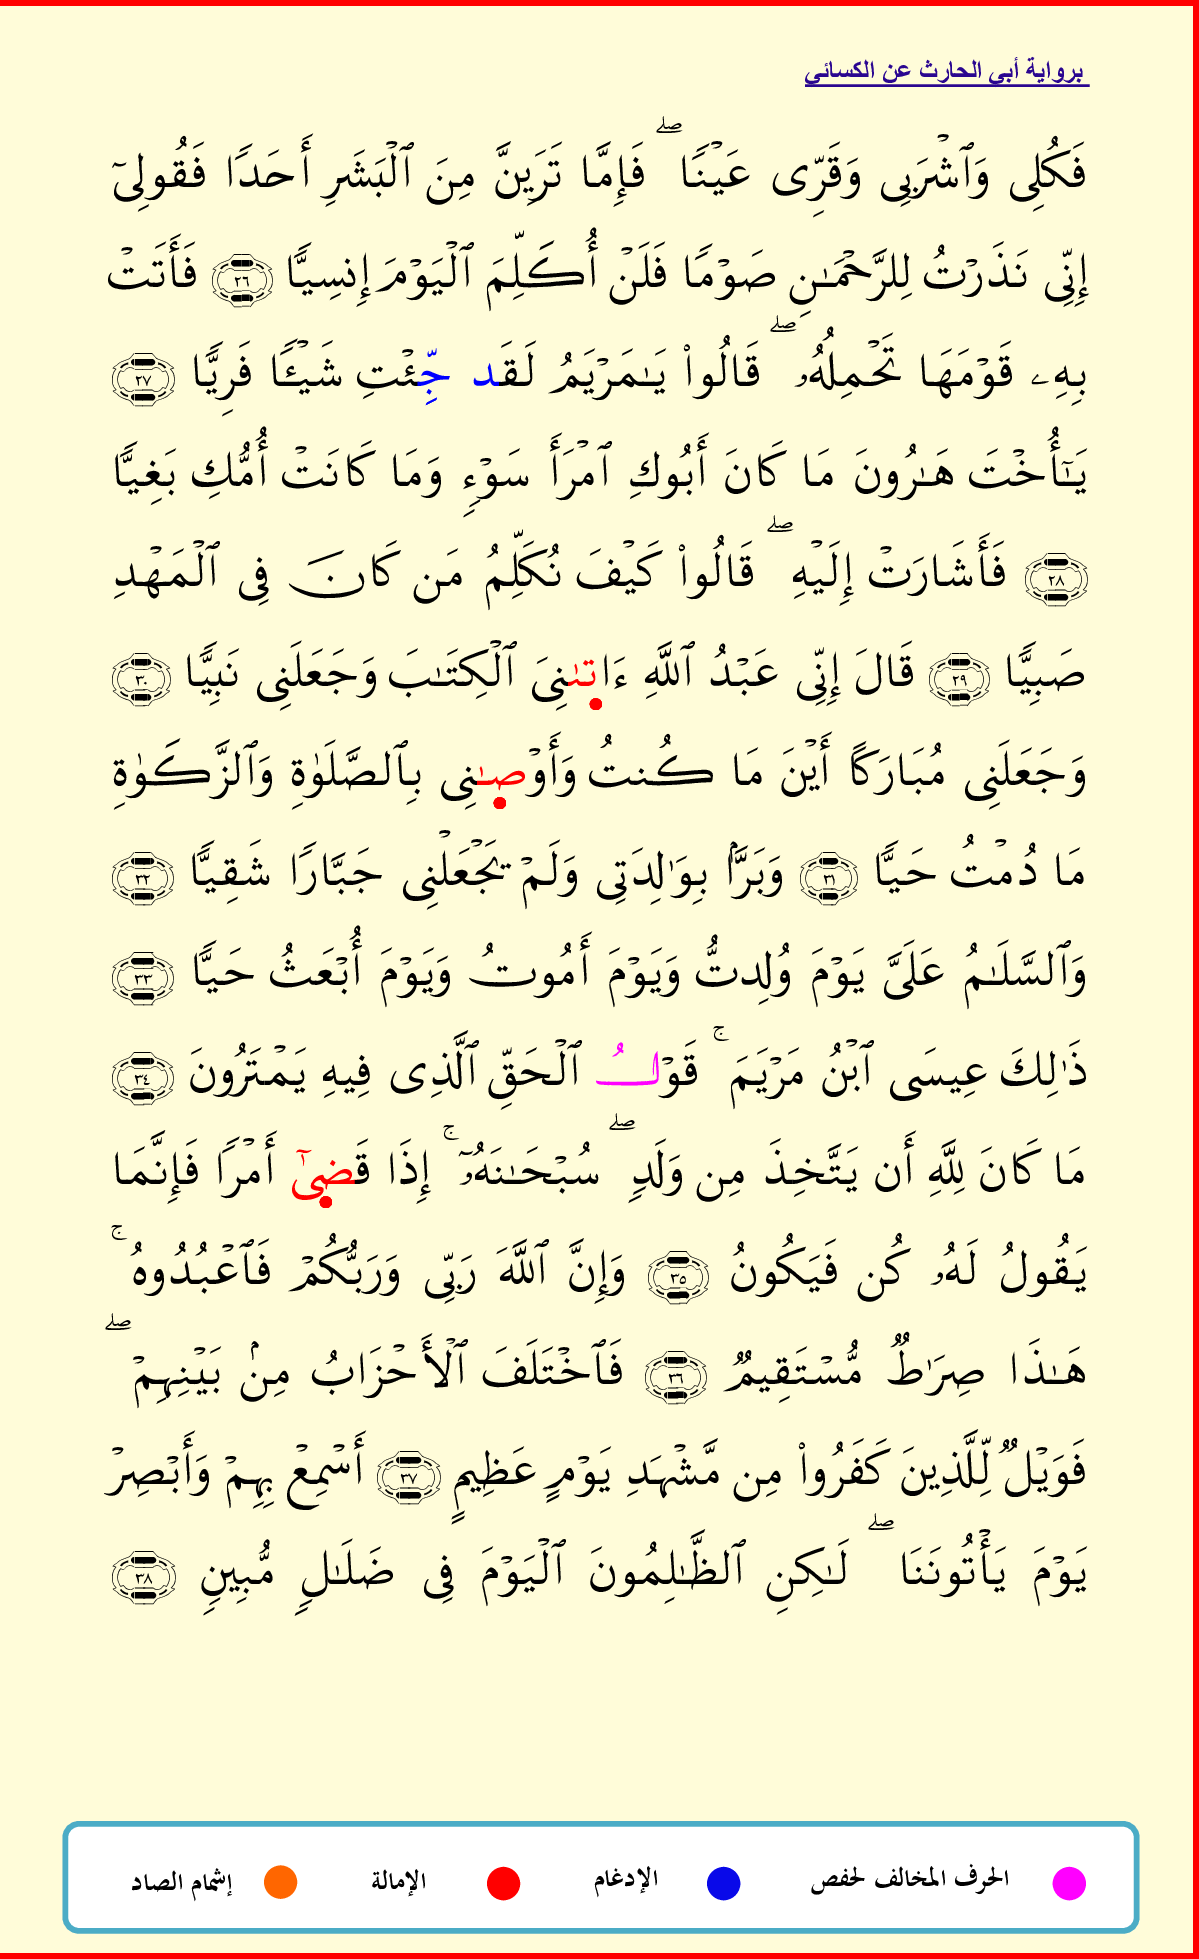 برواية أبي الحارث عن الكسائي
فَكُلِى وَٱشْرَبِى وَقَرِّى عَيْنًا ۖ فَإِمَّا تَرَيِنَّ مِنَ ٱلْبَشَرِ أَحَدًا فَقُولِىٓ
إِنِّى نَذَرْتُ لِلرَّحْمَـٰنِ صَوْمًا فَلَنْ أُكَلِّمَ ٱلْيَوْمَ إِنسِيًّا ٢٦ فَأَتَتْ
بِهِۦ قَوْمَهَا تَحْمِلُهُۥ ۖ قَالُوا۟ يَـٰمَرْيَمُ لَقَد جِّئْتِ شَيْـًٔا فَرِيًّا ٢٧
يَـٰٓأُخْتَ هَـٰرُونَ مَا كَانَ أَبُوكِ ٱمْرَأَ سَوْءٍ وَمَا كَانَتْ أُمُّكِ بَغِيًّا
٢٨ فَأَشَارَتْ إِلَيْهِ ۖ قَالُوا۟ كَيْفَ نُكَلِّمُ مَن كَانَ فِى ٱلْمَهْدِ
صَبِيًّا ٢٩ قَالَ إِنِّى عَبْدُ ٱللَّهِ ءَاتَىٰنِىَ ٱلْكِتَـٰبَ وَجَعَلَنِى نَبِيًّا ٣٠
وَجَعَلَنِى مُبَارَكًا أَيْنَ مَا كُنتُ وَأَوْصَـٰنِى بِٱلصَّلَوٰةِ وَٱلزَّكَوٰةِ
مَا دُمْتُ حَيًّا ٣١ وَبَرًّۢا بِوَٰلِدَتِى وَلَمْ يَجْعَلْنِى جَبَّارًا شَقِيًّا ٣٢
وَٱلسَّلَـٰمُ عَلَىَّ يَوْمَ وُلِدتُّ وَيَوْمَ أَمُوتُ وَيَوْمَ أُبْعَثُ حَيًّا ٣٣
ذَٰلِكَ عِيسَى ٱبْنُ مَرْيَمَ ۚ قَوْلُ ٱلْحَقِّ ٱلَّذِى فِيهِ يَمْتَرُونَ ٣٤
مَا كَانَ لِلَّهِ أَن يَتَّخِذَ مِن وَلَدٍ ۖ سُبْحَـٰنَهُۥٓ ۚ إِذَا قَضَىٰٓ أَمْرًا فَإِنَّمَا
يَقُولُ لَهُۥ كُن فَيَكُونُ ٣٥ وَإِنَّ ٱللَّهَ رَبِّى وَرَبُّكُمْ فَٱعْبُدُوهُ ۚ
هَـٰذَا صِرَٰطٌ مُّسْتَقِيمٌ ٣٦ فَٱخْتَلَفَ ٱلْأَحْزَابُ مِنۢ بَيْنِهِمْ ۖ
فَوَيْلٌ لِّلَّذِينَ كَفَرُوا۟ مِن مَّشْهَدِ يَوْمٍ عَظِيمٍ ٣٧ أَسْمِعْ بِهِمْ وَأَبْصِرْ
يَوْمَ يَأْتُونَنَا ۖ لَـٰكِنِ ٱلظَّـٰلِمُونَ ٱلْيَوْمَ فِى ضَلَـٰلٍ مُّبِينٍ ٣٨
الحرف المخالف لحفص الإدغام الإمالة إشمام الصاد